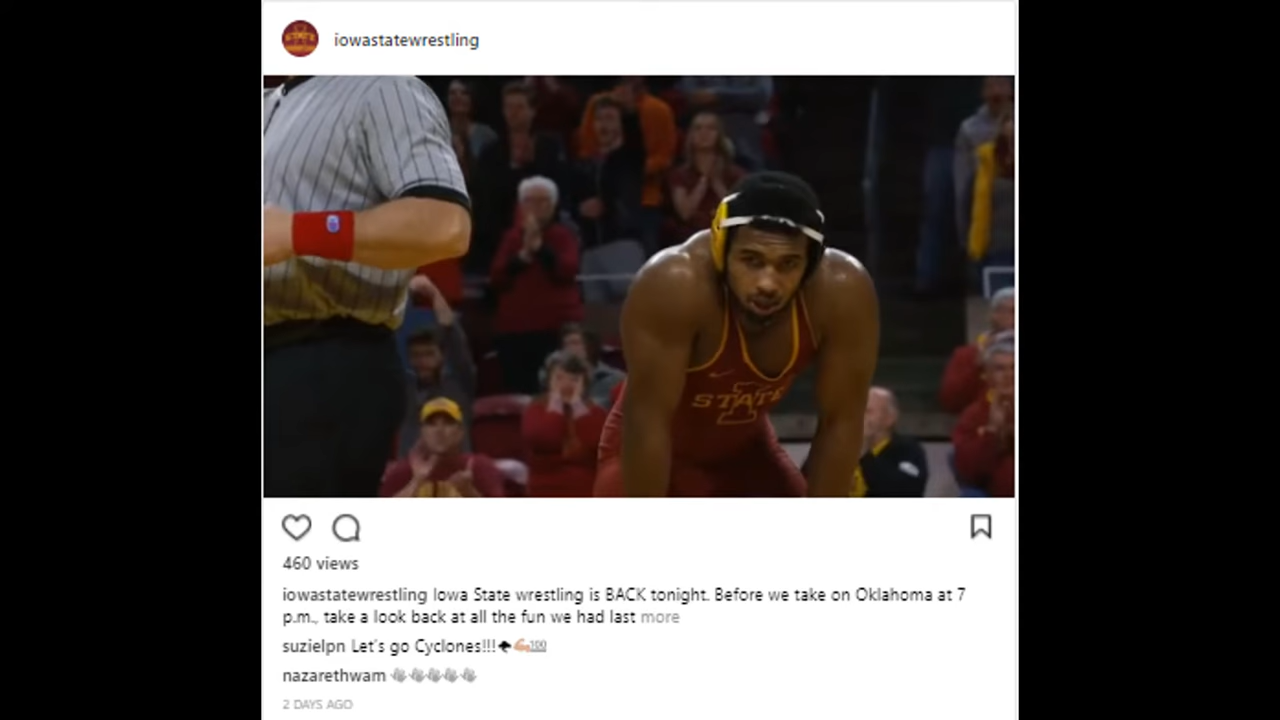 iowastatewrestling
STATE
iowastatewrestling Iowa State wrestling is BACK tonight. Before we take on Oklahoma at 7
p.m., take a look back at all the fun we had last more
460 views
suzielpn Let's go Cyclones!!!🌪💪🏼💯
nazarethwam 👏👏👏👏👏
2 DAYS AGO